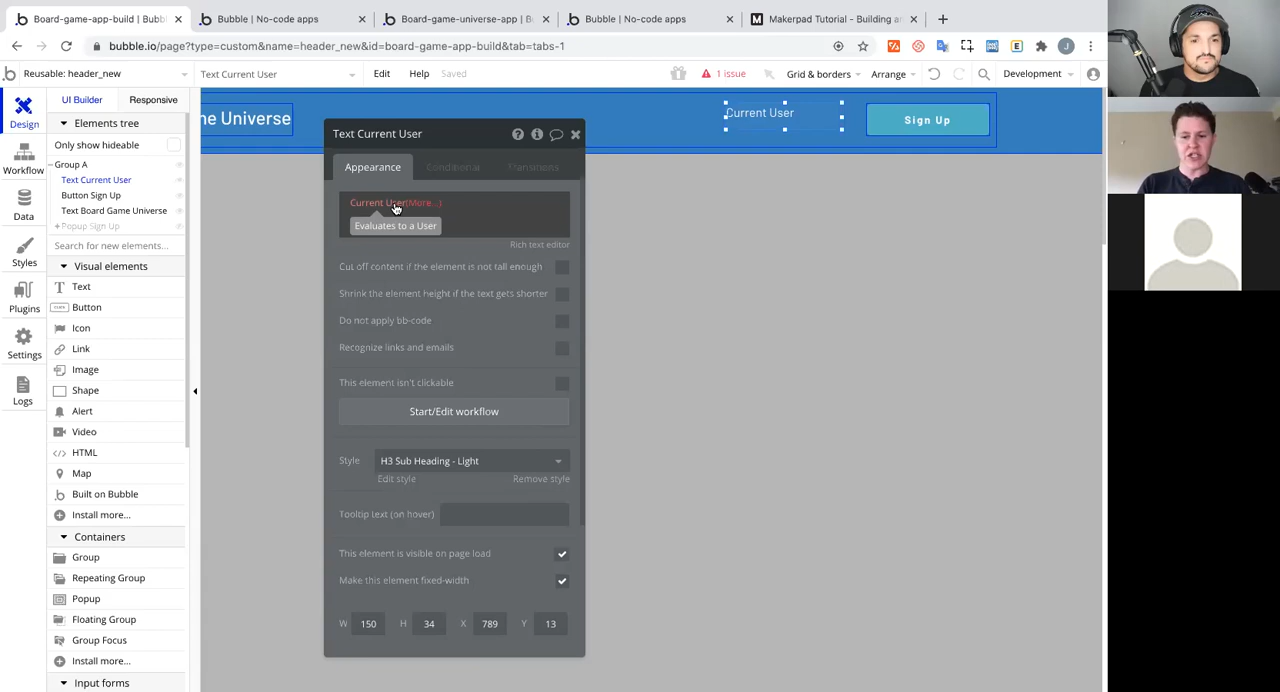 Board-game-app-build | Bubbl
Bubble | No-code apps
Board-game-universe-app | Bub
Bubble | No-code apps
Makerpad Tutorial - Building an
bubble.io/page?type=custom&name=header_new&id=board-game-app-build&tab=tabs-1
Reusable: header_new
Text Current User
Edit
Help
Saved
1 issue
Grid & borders
Arrange
Development
Design
Workflow
Data
Styles
Plugins
Settings
Logs
UI Builder
Responsive
Elements tree
Only show hideable
Group A
Text Current User
Button Sign Up
Text Board Game Universe
Popup Sign Up
Search for new elements...
Visual elements
Text
Button
Icon
Link
Image
Shape
Alert
Video
HTML
Map
Built on Bubble
Install more...
Containers
Group
Repeating Group
Popup
Floating Group
Group Focus
Install more...
Input forms
ne Universe
Current User
Sign Up
Text Current User
Appearance
Conditional
Transitions
Current User(More...)
Evaluates to a User
Rich text editor
Cut off content if the element is not tall enough
Shrink the element height if the text gets shorter
Do not apply bb-code
Recognize links and emails
This element isn't clickable
Start/Edit workflow
Style
H3 Sub Heading - Light
Edit style
Remove style
Tooltip text (on hover)
This element is visible on page load
Make this element fixed-width
W 150 H 34 X 789 Y 13